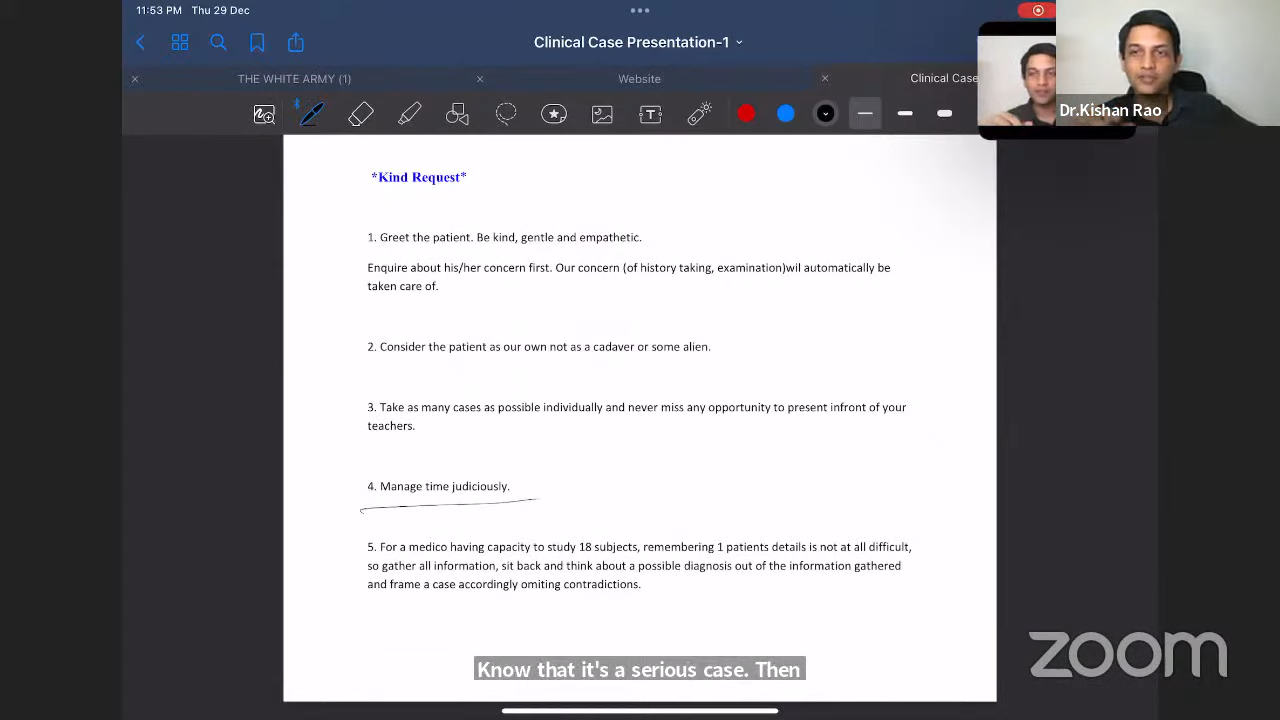 11:53 PM Thu 29 Dec
Clinical Case Presentation-1
THE WHITE ARMY (1)
Website
Clinical Case
Dr.Kishan Rao
*Kind Request*
1. Greet the patient. Be kind, gentle and empathetic.
Enquire about his/her concern first. Our concern (of history taking, examination)wil automatically be
taken care of.
2. Consider the patient as our own not as a cadaver or some alien.
3. Take as many cases as possible individually and never miss any opportunity to present infront of your
teachers.
4. Manage time judiciously.
5. For a medico having capacity to study 18 subjects, remembering 1 patients details is not at all difficult,
so gather all information, sit back and think about a possible diagnosis out of the information gathered
and frame a case accordingly omiting contradictions.
Know that it's a serious case. Then
zoom